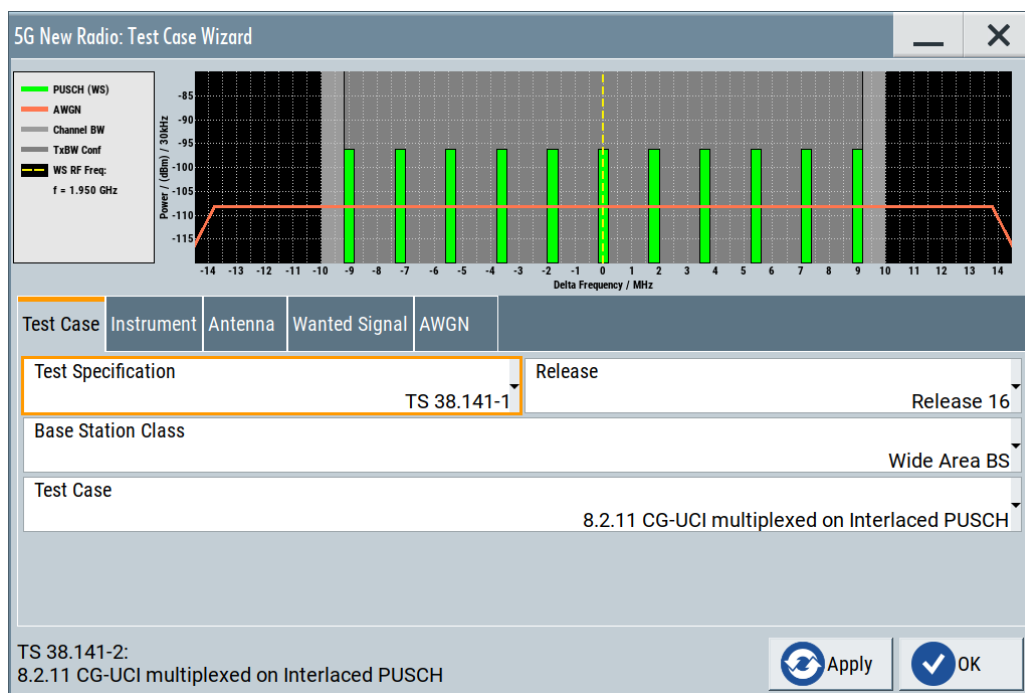 5G New Radio: Test Case Wizard
PUSCH (WS)
AWGN
Channel BW
TxBW Conf
WS RF Freq:
f = 1.950 GHz
Power / (dBm) / 30kHz
-85
-90
-95
-100
-105
-110
-115
-14 -13 -12 -11 -10 -9 -8 -7 -6 -5 -4 -3 -2 -1 0 1 2 3 4 5 6 7 8 9 10 11 12 13 14
Delta Frequency / MHz
Test Case Instrument Antenna Wanted Signal AWGN
Test Specification
TS 38.141-1
Release
Release 16
Base Station Class
Wide Area BS
Test Case
8.2.11 CG-UCI multiplexed on Interlaced PUSCH
TS 38.141-2:
8.2.11 CG-UCI multiplexed on Interlaced PUSCH
Apply
OK